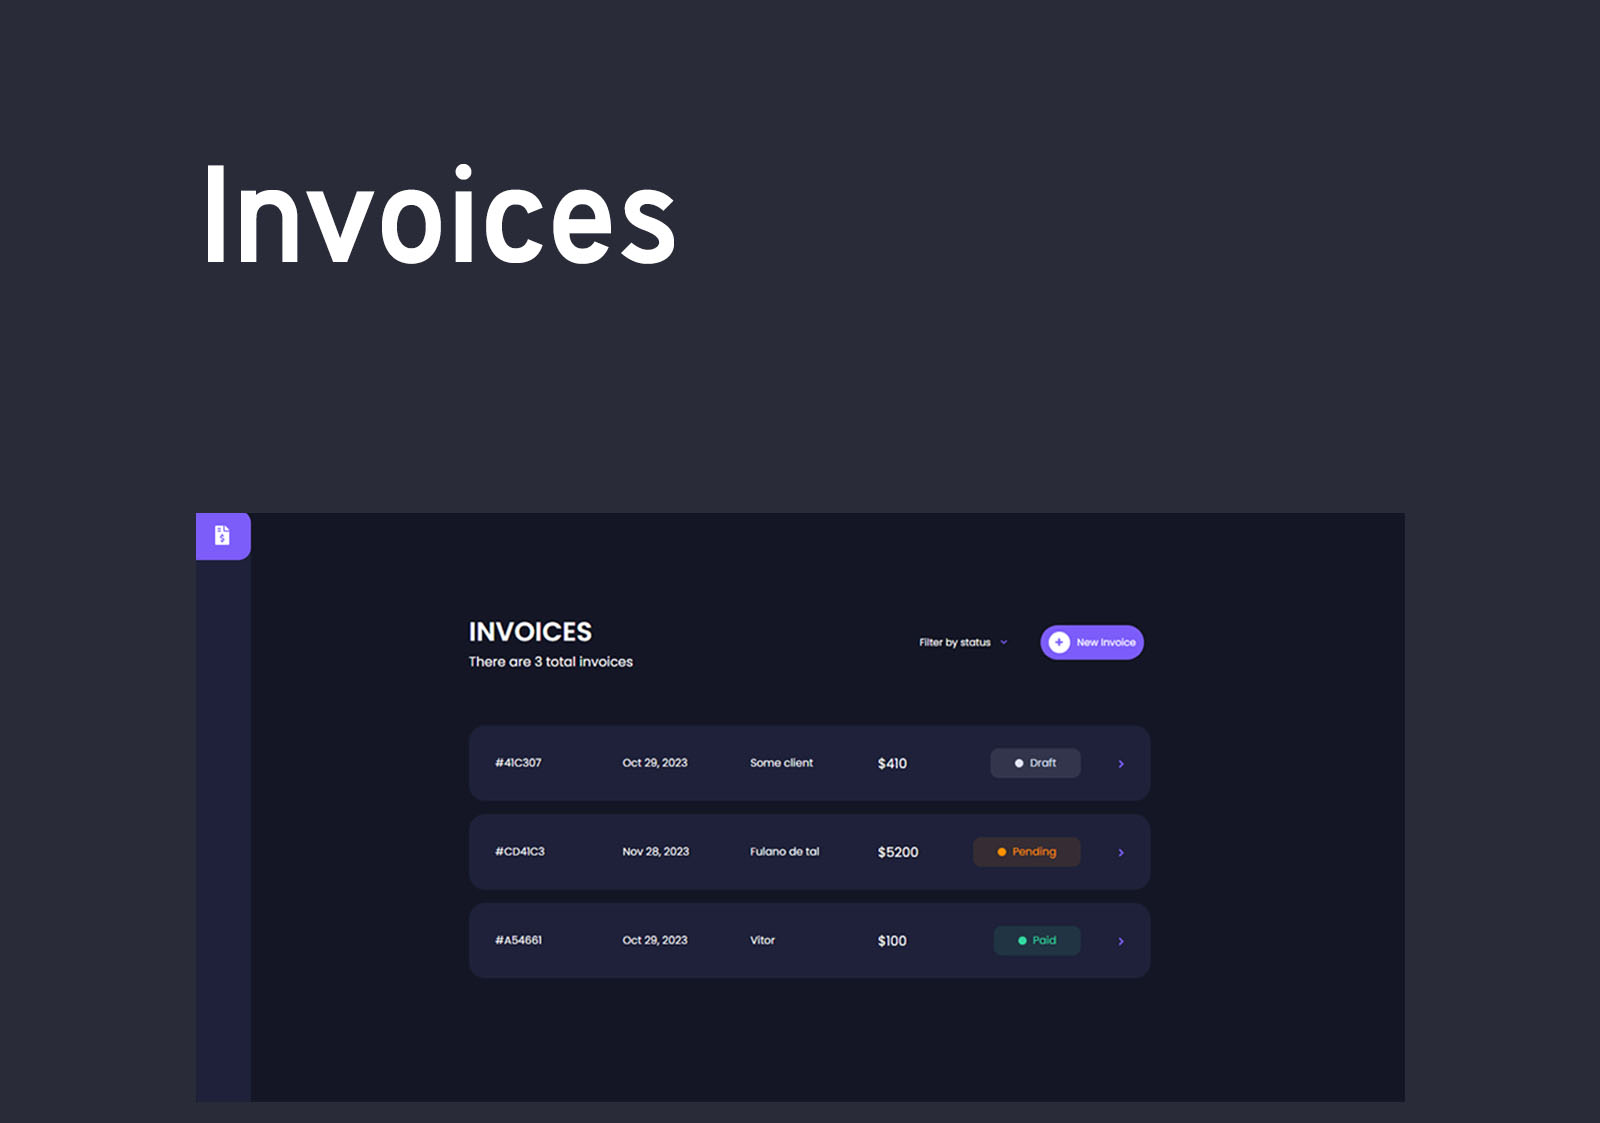 Invoices
INVOICES
There are 3 total invoices
Filter by status
New Invoice
#41C307 Oct 29, 2023 Some client $410 Draft
#CD41C3 Nov 28, 2023 Fulano de tal $5200 Pending
#A54661 Oct 29, 2023 Vitor $100 Paid